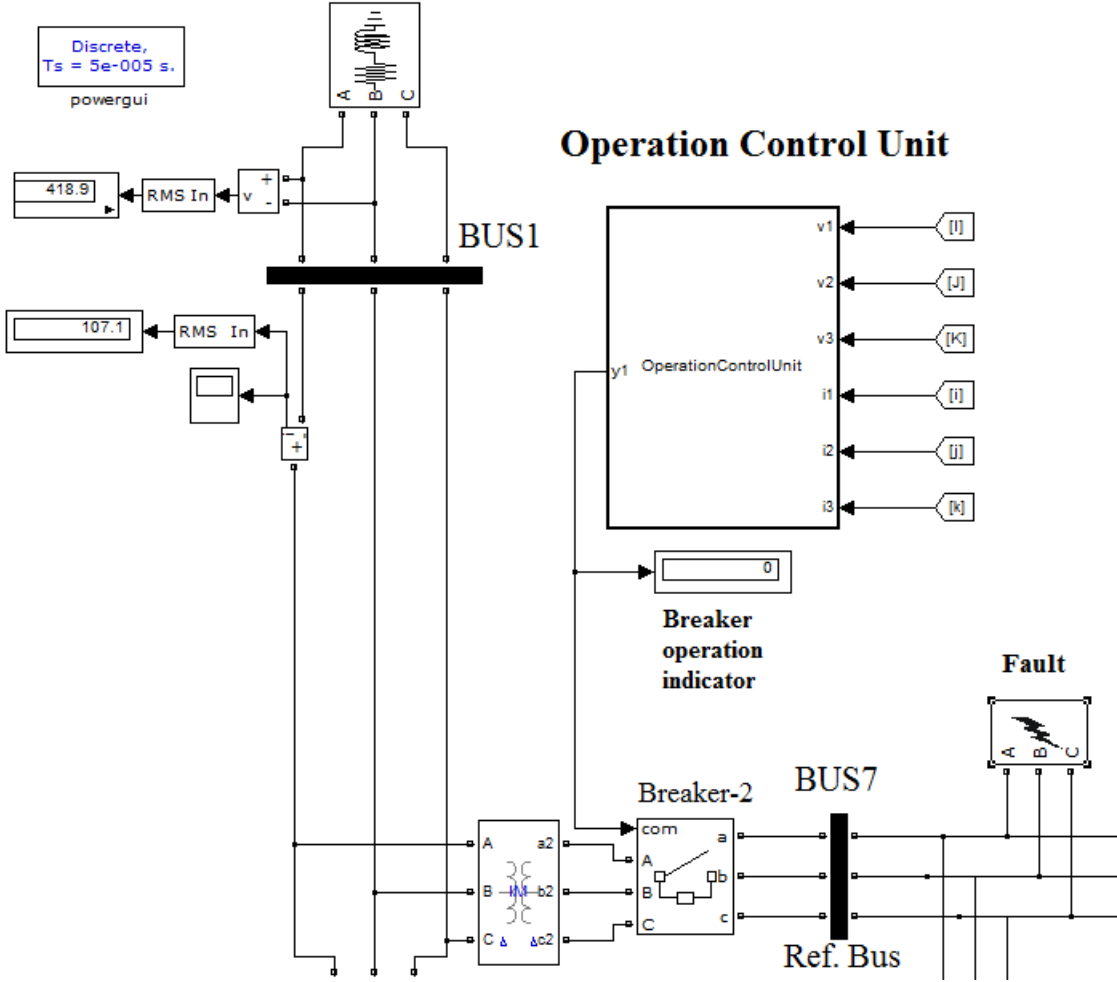 Discrete,
Ts = 5e-005 s.
powergui
A
B
C
Operation Control Unit
418.9
RMS In
v
+
-
BUS1
107.1
RMS In
- +
v1
v2
v3
i1
i2
i3
y1
OperationControlUnit
[I]
[J]
[K]
[i]
[j]
[k]
0
Breaker
operation
indicator
Fault
A
B
C
BUS7
Breaker-2
com
A
B
C
a
b
c
A
B
C
a2
b2
c2
Δ
Δ
Ref. Bus